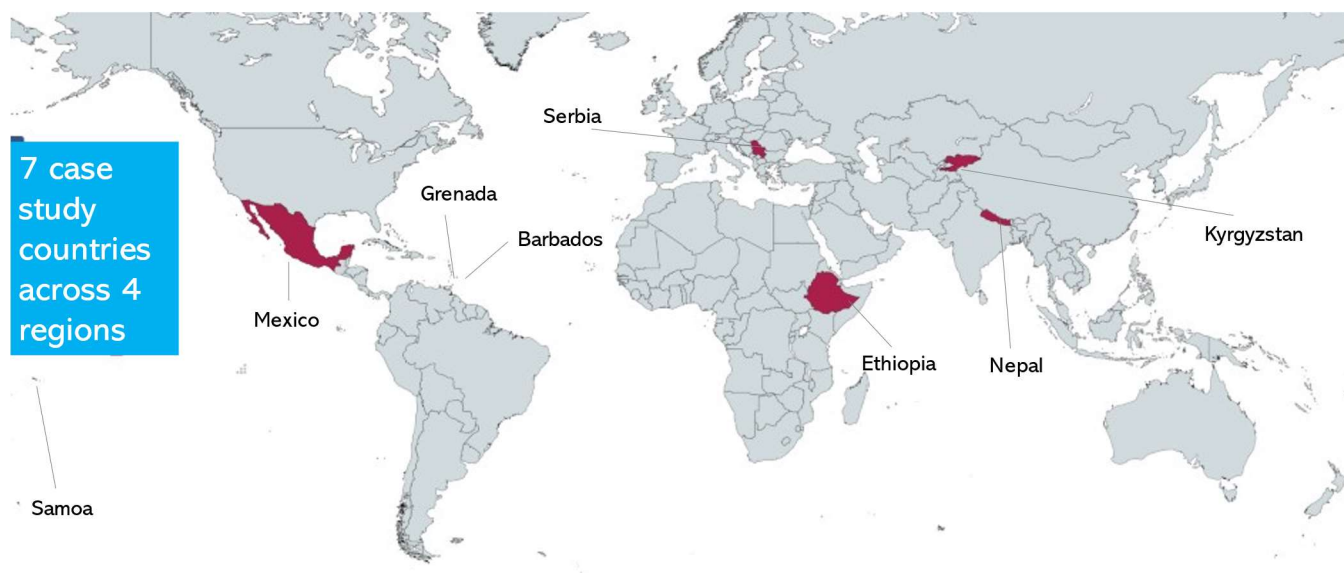 7 case
study
countries
across 4
regions
Serbia
Grenada
Barbados
Kyrgyzstan
Mexico
Ethiopia
Nepal
Samoa